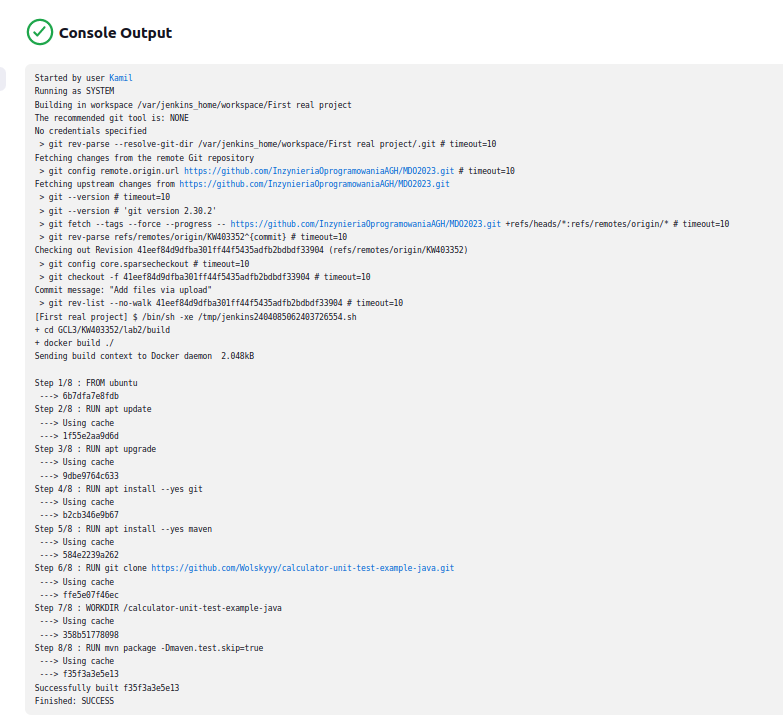 Console Output
Started by user Kamil
Running as SYSTEM
Building in workspace /var/jenkins_home/workspace/First real project
The recommended git tool is: NONE
No credentials specified
 > git rev-parse --resolve-git-dir /var/jenkins_home/workspace/First real project/.git # timeout=10
Fetching changes from the remote Git repository
 > git config remote.origin.url https://github.com/InzynieriaOprogramowaniaAGH/MDO2023.git # timeout=10
Fetching upstream changes from https://github.com/InzynieriaOprogramowaniaAGH/MDO2023.git
 > git --version # timeout=10
 > git --version # 'git version 2.30.2'
 > git fetch --tags --force --progress -- https://github.com/InzynieriaOprogramowaniaAGH/MDO2023.git +refs/heads/*:refs/remotes/origin/* # timeout=10
 > git rev-parse refs/remotes/origin/KW403352^{commit} # timeout=10
Checking out Revision 41eef84d9dfba301ff44f5435adfb2bdbdf33904 (refs/remotes/origin/KW403352)
 > git config core.sparsecheckout # timeout=10
 > git checkout -f 41eef84d9dfba301ff44f5435adfb2bdbdf33904 # timeout=10
Commit message: "Add files via upload"
 > git rev-list --no-walk 41eef84d9dfba301ff44f5435adfb2bdbdf33904 # timeout=10
[First real project] $ /bin/sh -xe /tmp/jenkins2404085062403726554.sh
+ cd GCL3/KW403352/lab2/build
+ docker build ./
Sending build context to Docker daemon  2.048kB
Step 1/8 : FROM ubuntu
 ---> 6b7dfa7e8fdb
Step 2/8 : RUN apt update
 ---> Using cache
 ---> 1f55e2aa9d6d
Step 3/8 : RUN apt upgrade
 ---> Using cache
 ---> 9dbe9764c633
Step 4/8 : RUN apt install --yes git
 ---> Using cache
 ---> b2cb346e9b67
Step 5/8 : RUN apt install --yes maven
 ---> Using cache
 ---> 584e2239a262
Step 6/8 : RUN git clone https://github.com/Wolskyyy/calculator-unit-test-example-java.git
 ---> Using cache
 ---> ffe5e07f46ec
Step 7/8 : WORKDIR /calculator-unit-test-example-java
 ---> Using cache
 ---> 358b51778098
Step 8/8 : RUN mvn package -Dmaven.test.skip=true
 ---> Using cache
 ---> f35f3a3e5e13
Successfully built f35f3a3e5e13
Finished: SUCCESS